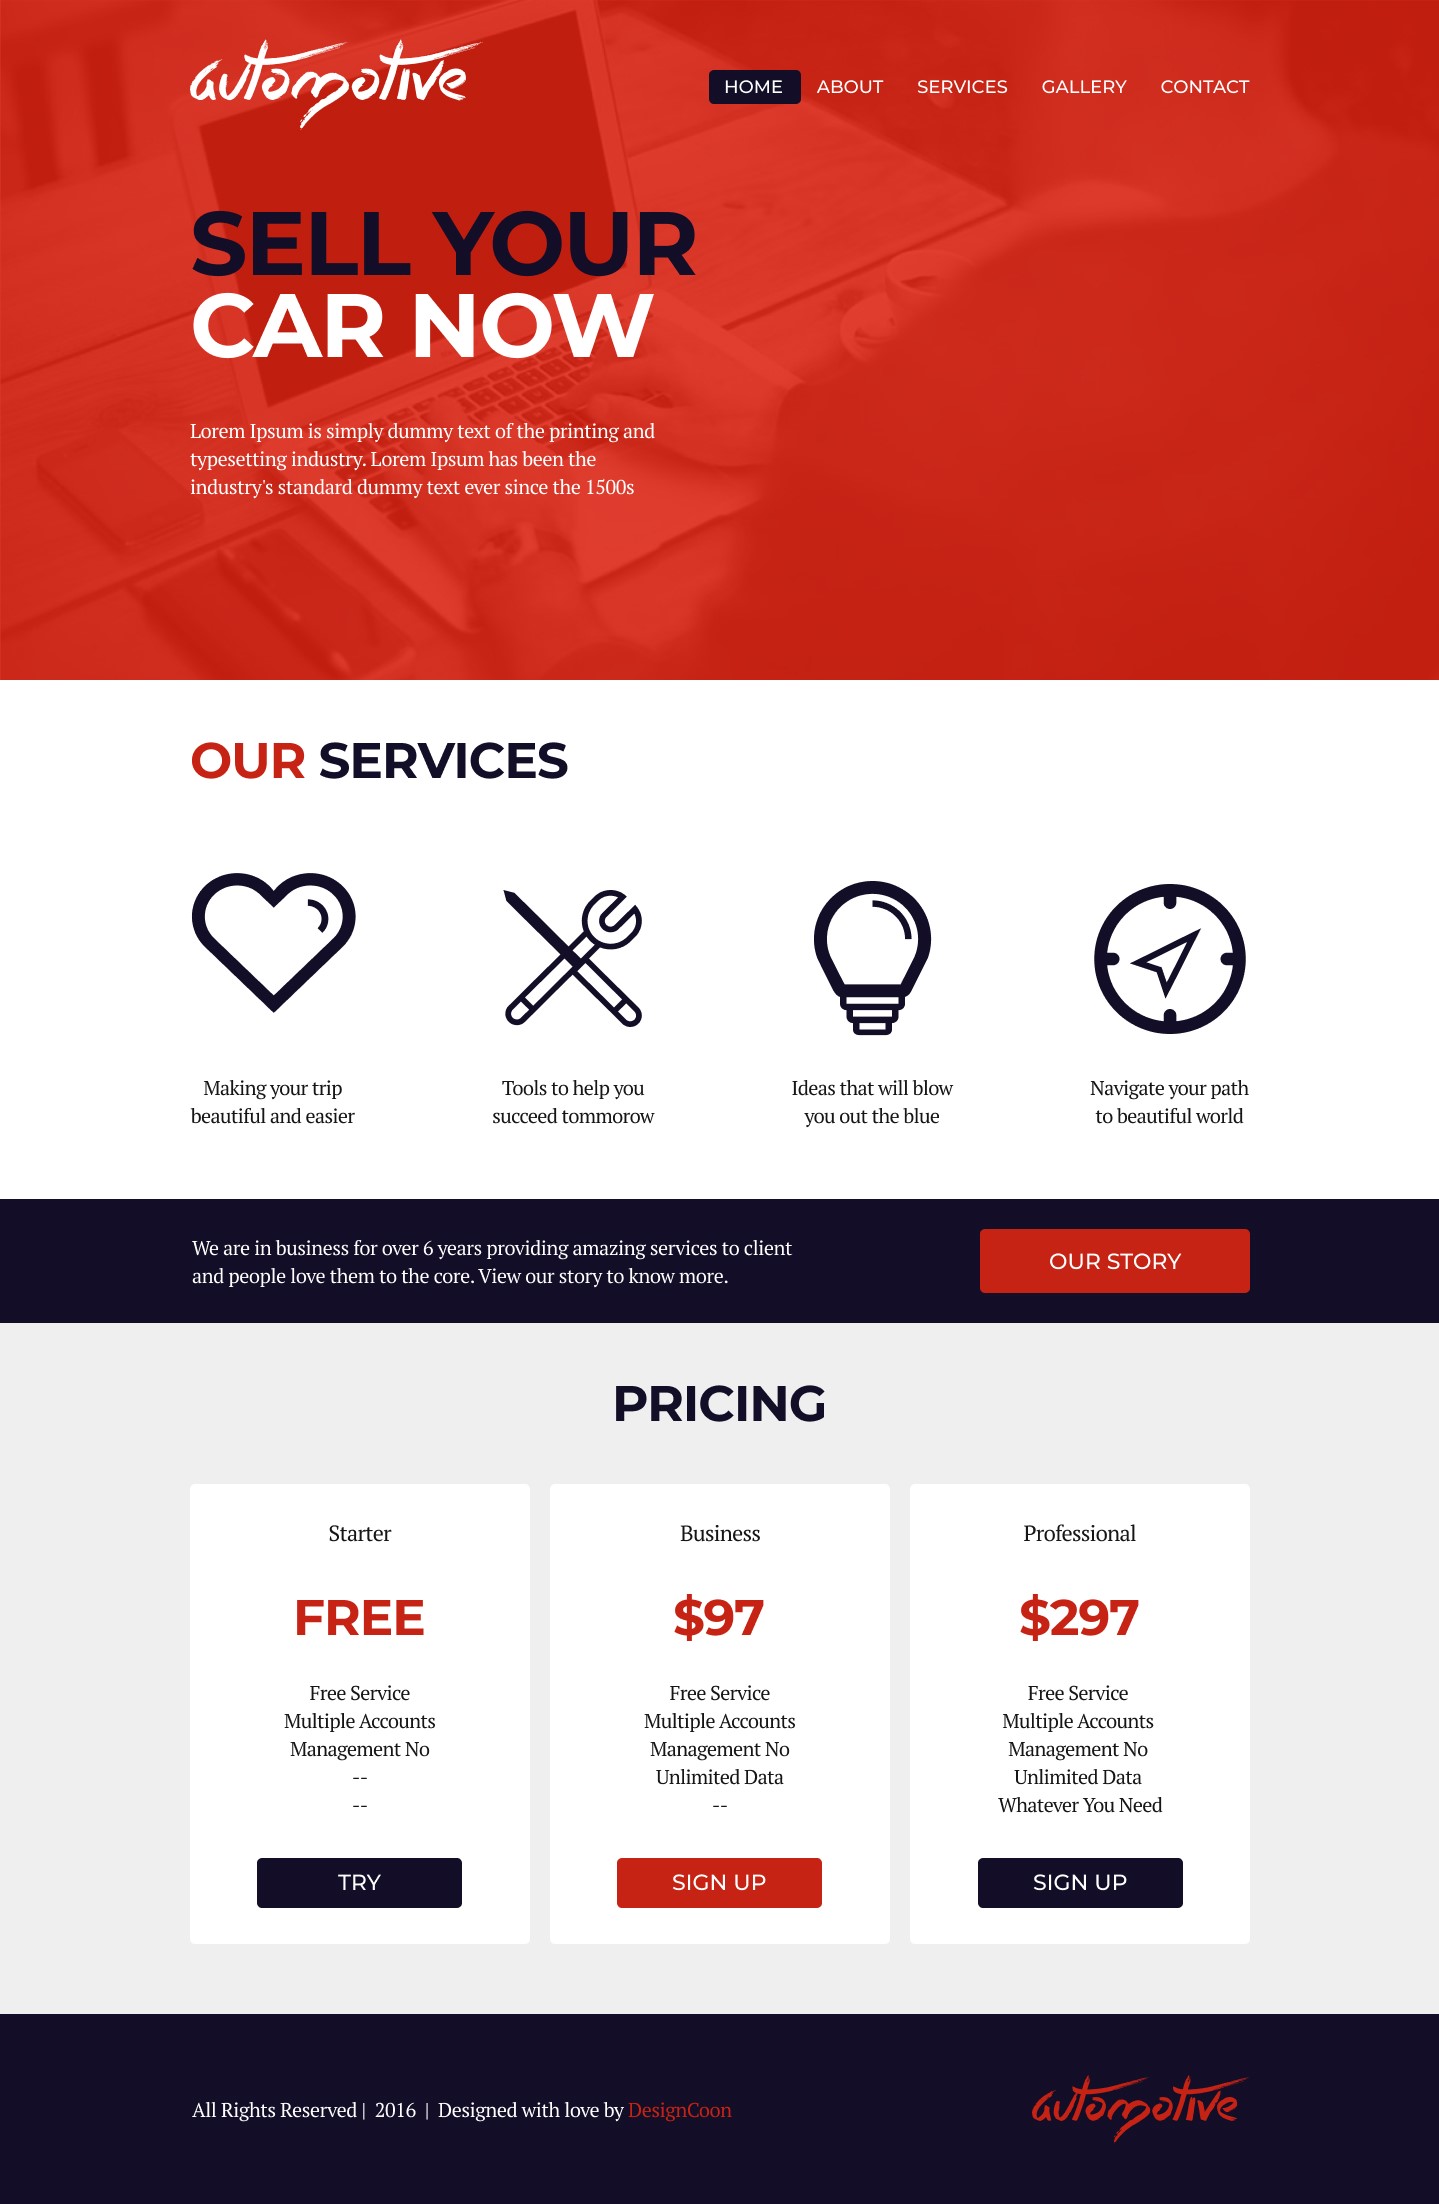 automotive
HOME ABOUT SERVICES GALLERY CONTACT
SELL YOUR
CAR NOW
Lorem Ipsum is simply dummy text of the printing and
typesetting industry. Lorem Ipsum has been the
industry's standard dummy text ever since the 1500s
OUR SERVICES
Making your trip
beautiful and easier
Tools to help you
succeed tommorow
Ideas that will blow
you out the blue
Navigate your path
to beautiful world
We are in business for over 6 years providing amazing services to client
and people love them to the core. View our story to know more.
OUR STORY
PRICING
Starter
FREE
Free Service
Multiple Accounts
Management No
--
--
TRY
Business
$97
Free Service
Multiple Accounts
Management No
Unlimited Data
--
SIGN UP
Professional
$297
Free Service
Multiple Accounts
Management No
Unlimited Data
Whatever You Need
SIGN UP
All Rights Reserved | 2016 | Designed with love by DesignCoon
automotive